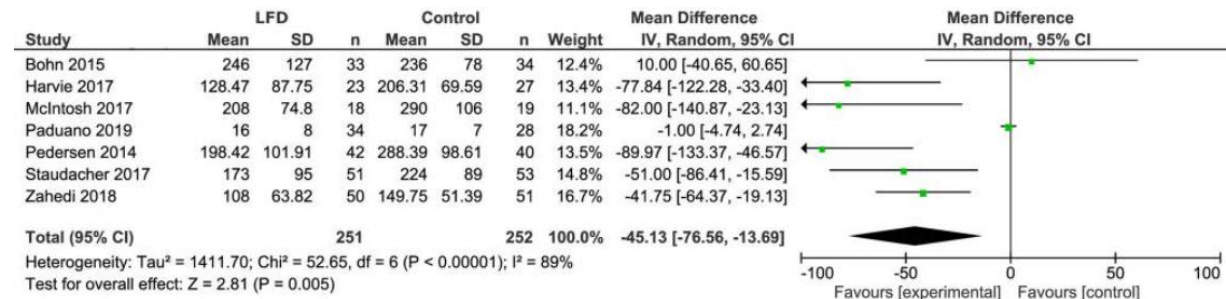 LFD Control Mean Difference Mean Difference
Study Mean SD n Mean SD n Weight IV, Random, 95% CI IV, Random, 95% CI
Bohn 2015 246 127 33 236 78 34 12.4% 10.00 [-40.65, 60.65]
Harvie 2017 128.47 87.75 23 206.31 69.59 27 13.4% -77.84 [-122.28, -33.40]
McIntosh 2017 208 74.8 18 290 106 19 11.1% -82.00 [-140.87, -23.13]
Paduano 2019 16 8 34 17 7 28 18.2% -1.00 [-4.74, 2.74]
Pedersen 2014 198.42 101.91 42 288.39 98.61 40 13.5% -89.97 [-133.37, -46.57]
Staudacher 2017 173 95 51 224 89 53 14.8% -51.00 [-86.41, -15.59]
Zahedi 2018 108 63.82 50 149.75 51.39 51 16.7% -41.75 [-64.37, -19.13]
Total (95% CI) 251 252 100.0% -45.13 [-76.56, -13.69]
Heterogeneity: Tau² = 1411.70; Chi² = 52.65, df = 6 (P < 0.00001); I² = 89%
Test for overall effect: Z = 2.81 (P = 0.005)
-100 -50 0 50 100
Favours [experimental] Favours [control]